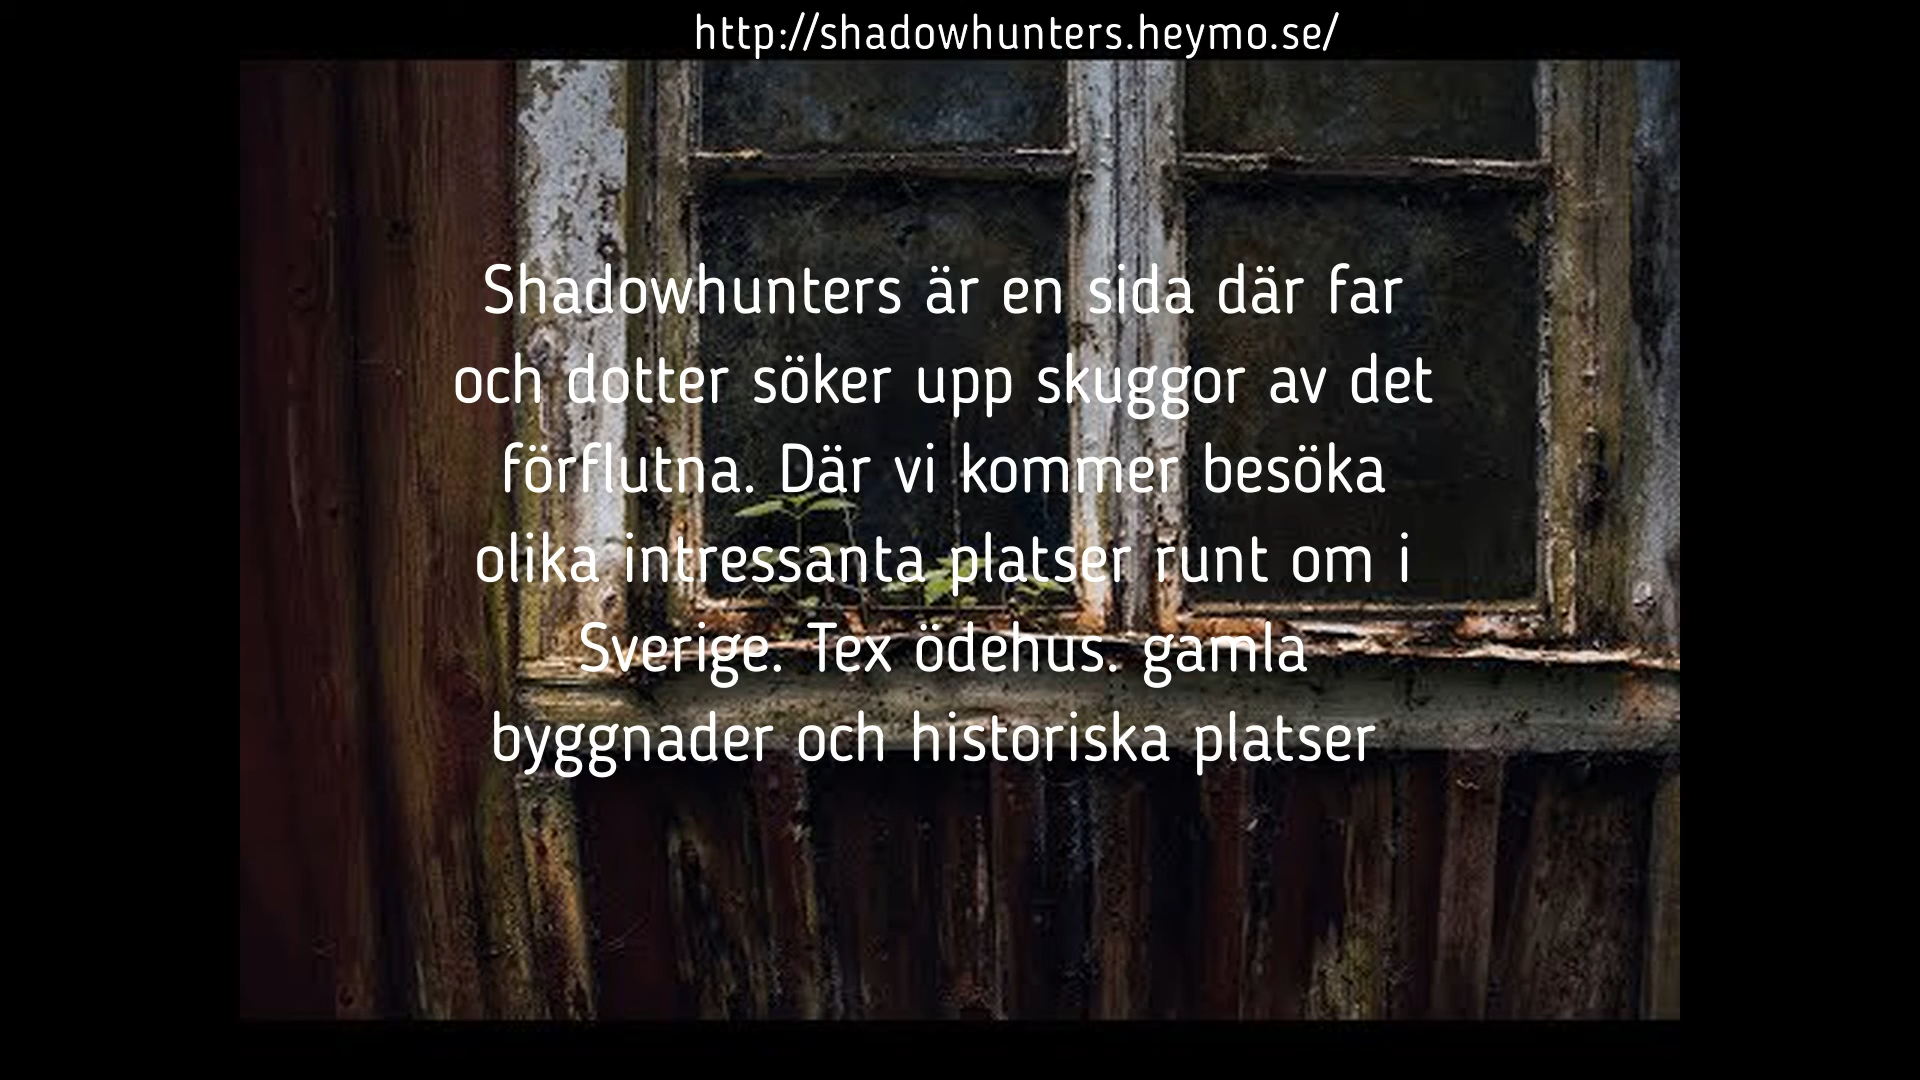 http://shadowhunters.heymo.se/
Shadowhunters är en sida där far
och dotter söker upp skuggor av det
förflutna. Där vi kommer besöka
olika intressanta platser runt om i
Sverige. Tex ödehus. gamla
byggnader och historiska platser